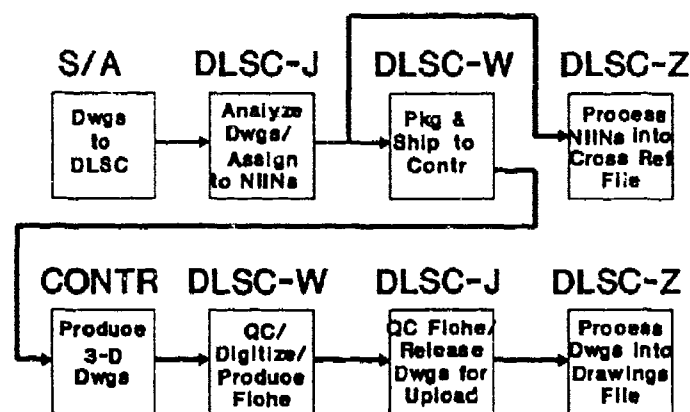 S/A DLSC-J DLSC-W DLSC-Z
Dwgs
to
DLSC
Analyze
Dwgs/
Assign
to NIINs
Pkg &
Ship to
Contr
Process
NIINs into
Cross Ref
File
CONTR DLSC-W DLSC-J DLSC-Z
Produce
3-D
Dwgs
QC/
Digitize/
Produce
Fiche
QC Fiche/
Release
Dwgs for
Upload
Process
Dwgs into
Drawings
File